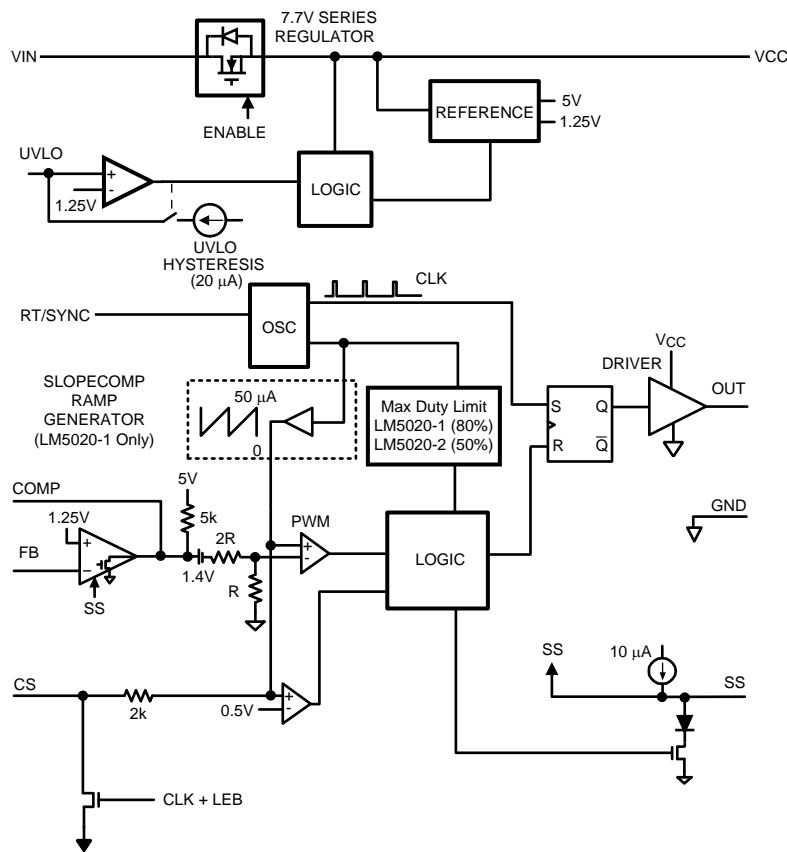 7.7V SERIES
REGULATOR
VIN
VCC
ENABLE
REFERENCE
5V
1.25V
UVLO
+
-
1.25V
LOGIC
UVLO
HYSTERESIS
(20 μA)
CLK
RT/SYNC
OSC
SLOPECOMP
RAMP
GENERATOR
(LM5020-1 Only)
50 μA
0
Max Duty Limit
LM5020-1 (80%)
LM5020-2 (50%)
S Q
R Q̅
DRIVER
VCC
OUT
COMP
5V
5k
1.25V
+
FB
−
SS
1.4V
2R
R
PWM
+
-
LOGIC
GND
CS
2k
0.5V
+
-
SS
10 μA
SS
CLK + LEB